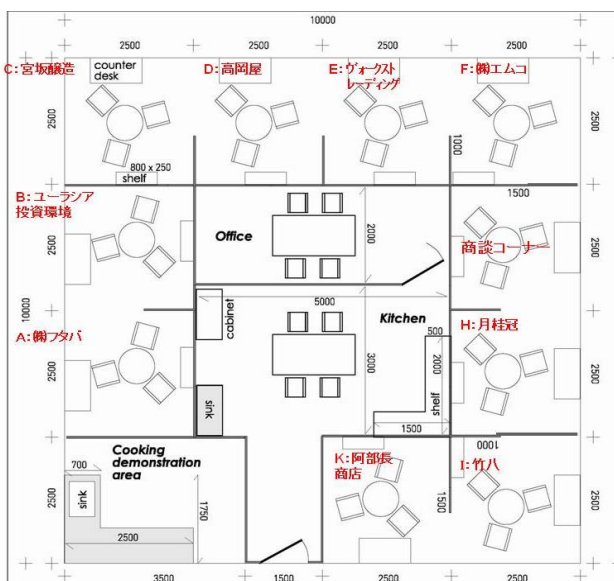 10000
2500
2500
2500
2500
C：宮坂醸造
counter
desk
D：高岡屋
E：ヴォークスト
レーディング
F：㈱エムコ
2500
2500
1000
800 x 250
shelf
B：ユーラシア
投資環境
1500
Office
2000
2500
商談コーナー
2500
10000
5000
cabinet
Kitchen
500
A：㈱フタバ
2500
3000
2000
shelf
H：月桂冠
2500
sink
1500
Cooking
demonstration
area
K：阿部長
商店
1000
I：竹八
700
sink
2500
1750
1500
2500
2500
3500
1500
2500
2500